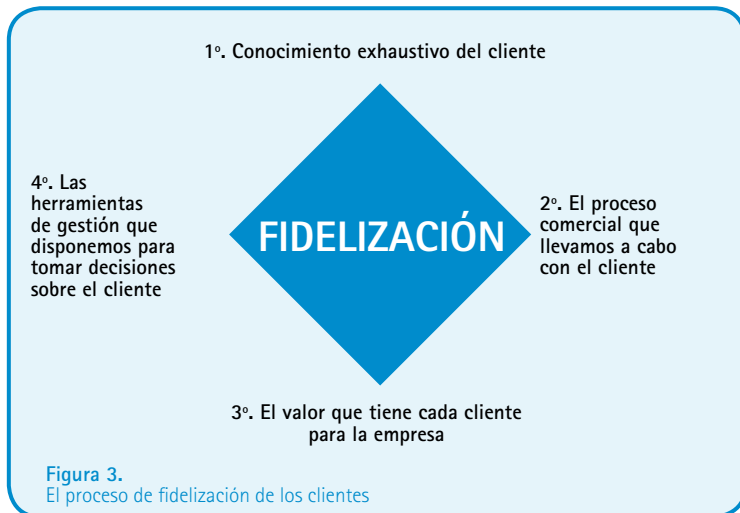 1º. Conocimiento exhaustivo del cliente
4º. Las
herramientas
de gestión que
disponemos para
tomar decisiones
sobre el cliente
FIDELIZACIÓN
2º. El proceso
comercial que
llevamos a cabo
con el cliente
3º. El valor que tiene cada cliente
para la empresa
Figura 3.
El proceso de fidelización de los clientes